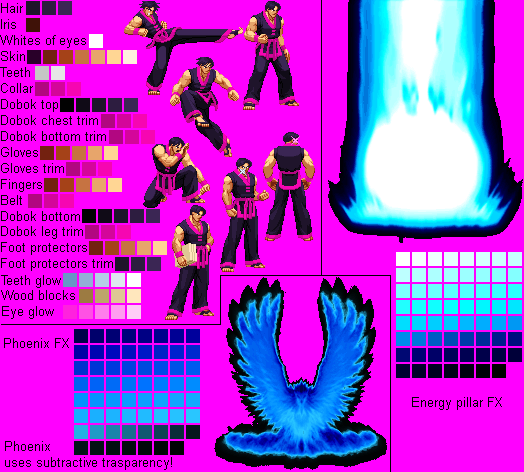 Hair
Iris
Whites of eyes
Skin
Teeth
Collar
Dobok top
Dobok chest trim
Dobok bottom trim
Gloves
Gloves trim
Fingers
Belt
Dobok bottom
Dobok leg trim
Foot protectors
Foot protectors trim
Teeth glow
Wood blocks
Eye glow
Phoenix FX
Phoenix
uses subtractive trasparency!
Energy pillar FX